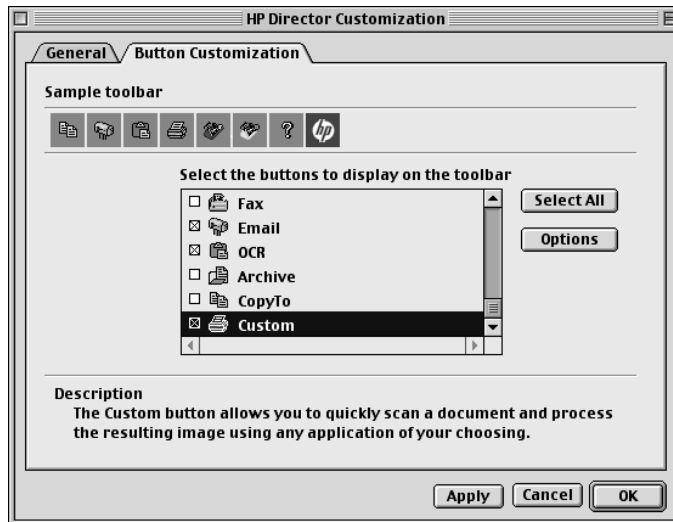 HP Director Customization
General
Button Customization
Sample toolbar
?
hp
Select the buttons to display on the toolbar
Fax
Email
OCR
Archive
CopyTo
Custom
Select All
Options
Description
The Custom button allows you to quickly scan a document and process
the resulting image using any application of your choosing.
Apply
Cancel
OK